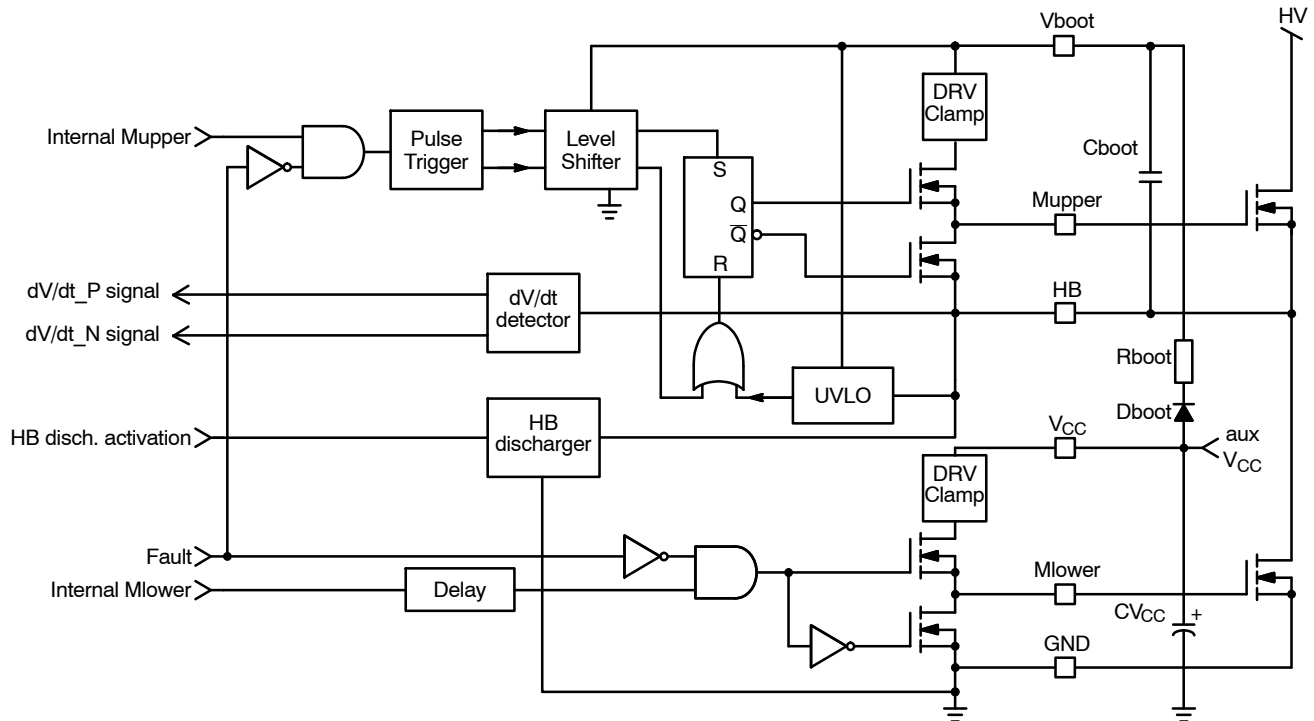 Vboot
HV
DRV
Clamp
Internal Mupper
Pulse
Trigger
Level
Shifter
Cboot
S
Q
Q̅
R
Mupper
dV/dt_P signal
dV/dt_N signal
dV/dt
detector
HB
Rboot
UVLO
Dboot
HB disch. activation
HB
discharger
VCC
aux
VCC
DRV
Clamp
Fault
Internal Mlower
Delay
Mlower
CVCC
+
GND